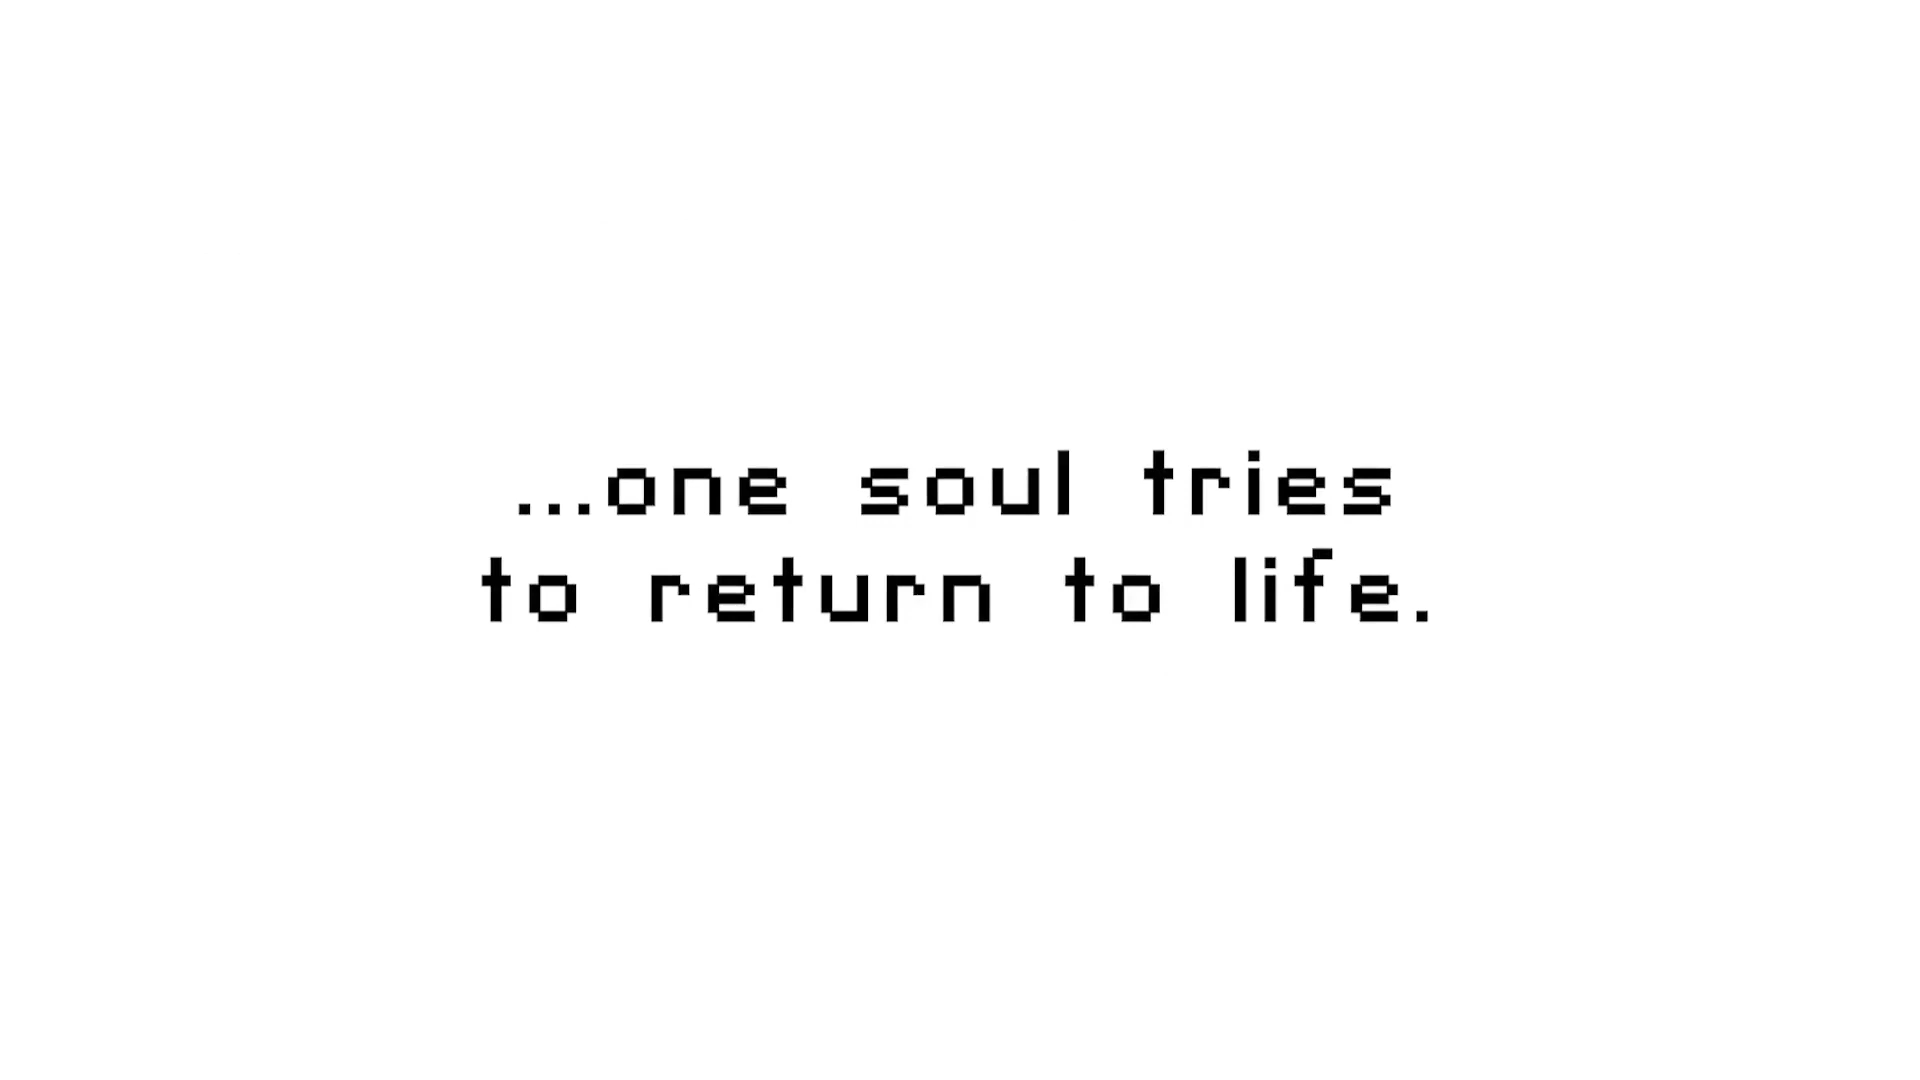 ...one soul tries
to return to life.